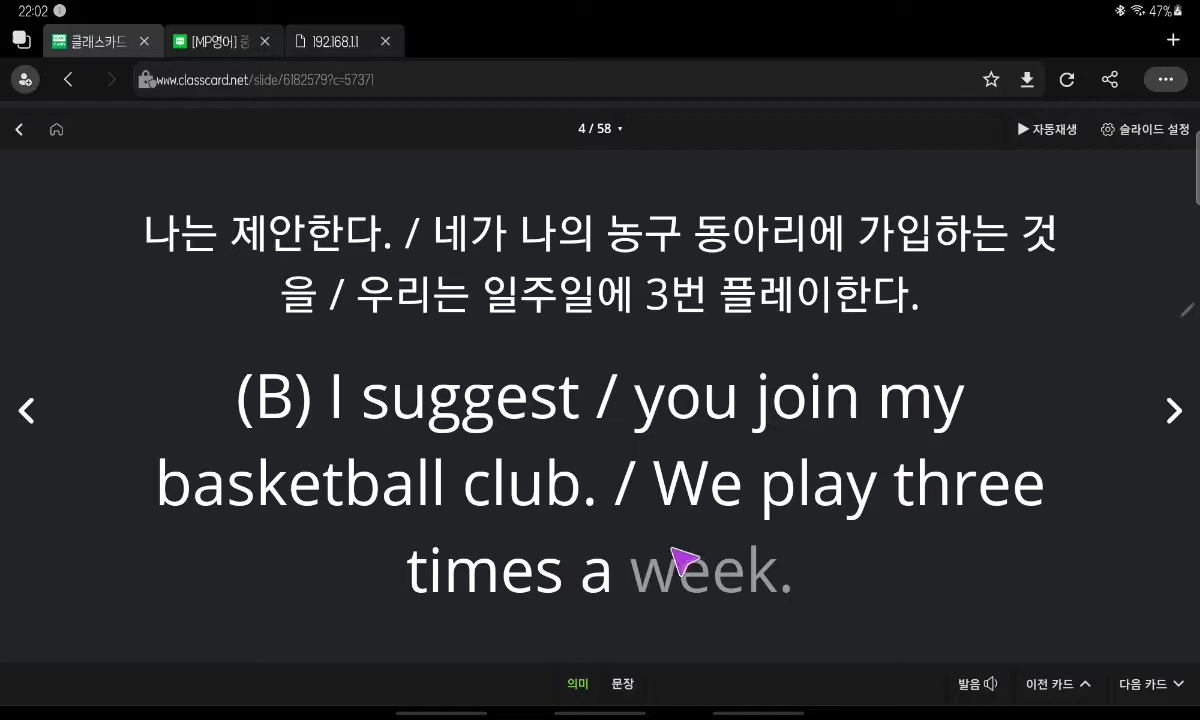 22:02
47%
클래스카드
[MP영어] 중
192.168.1.1
www.classcard.net/slide/6182579?c=57371
4 / 58
자동재생
슬라이드 설정
나는 제안한다. / 네가 나의 농구 동아리에 가입하는 것
을 / 우리는 일주일에 3번 플레이한다.
(B) I suggest / you join my
basketball club. / We play three
times a week.
의미 문장
발음
이전 카드
다음 카드